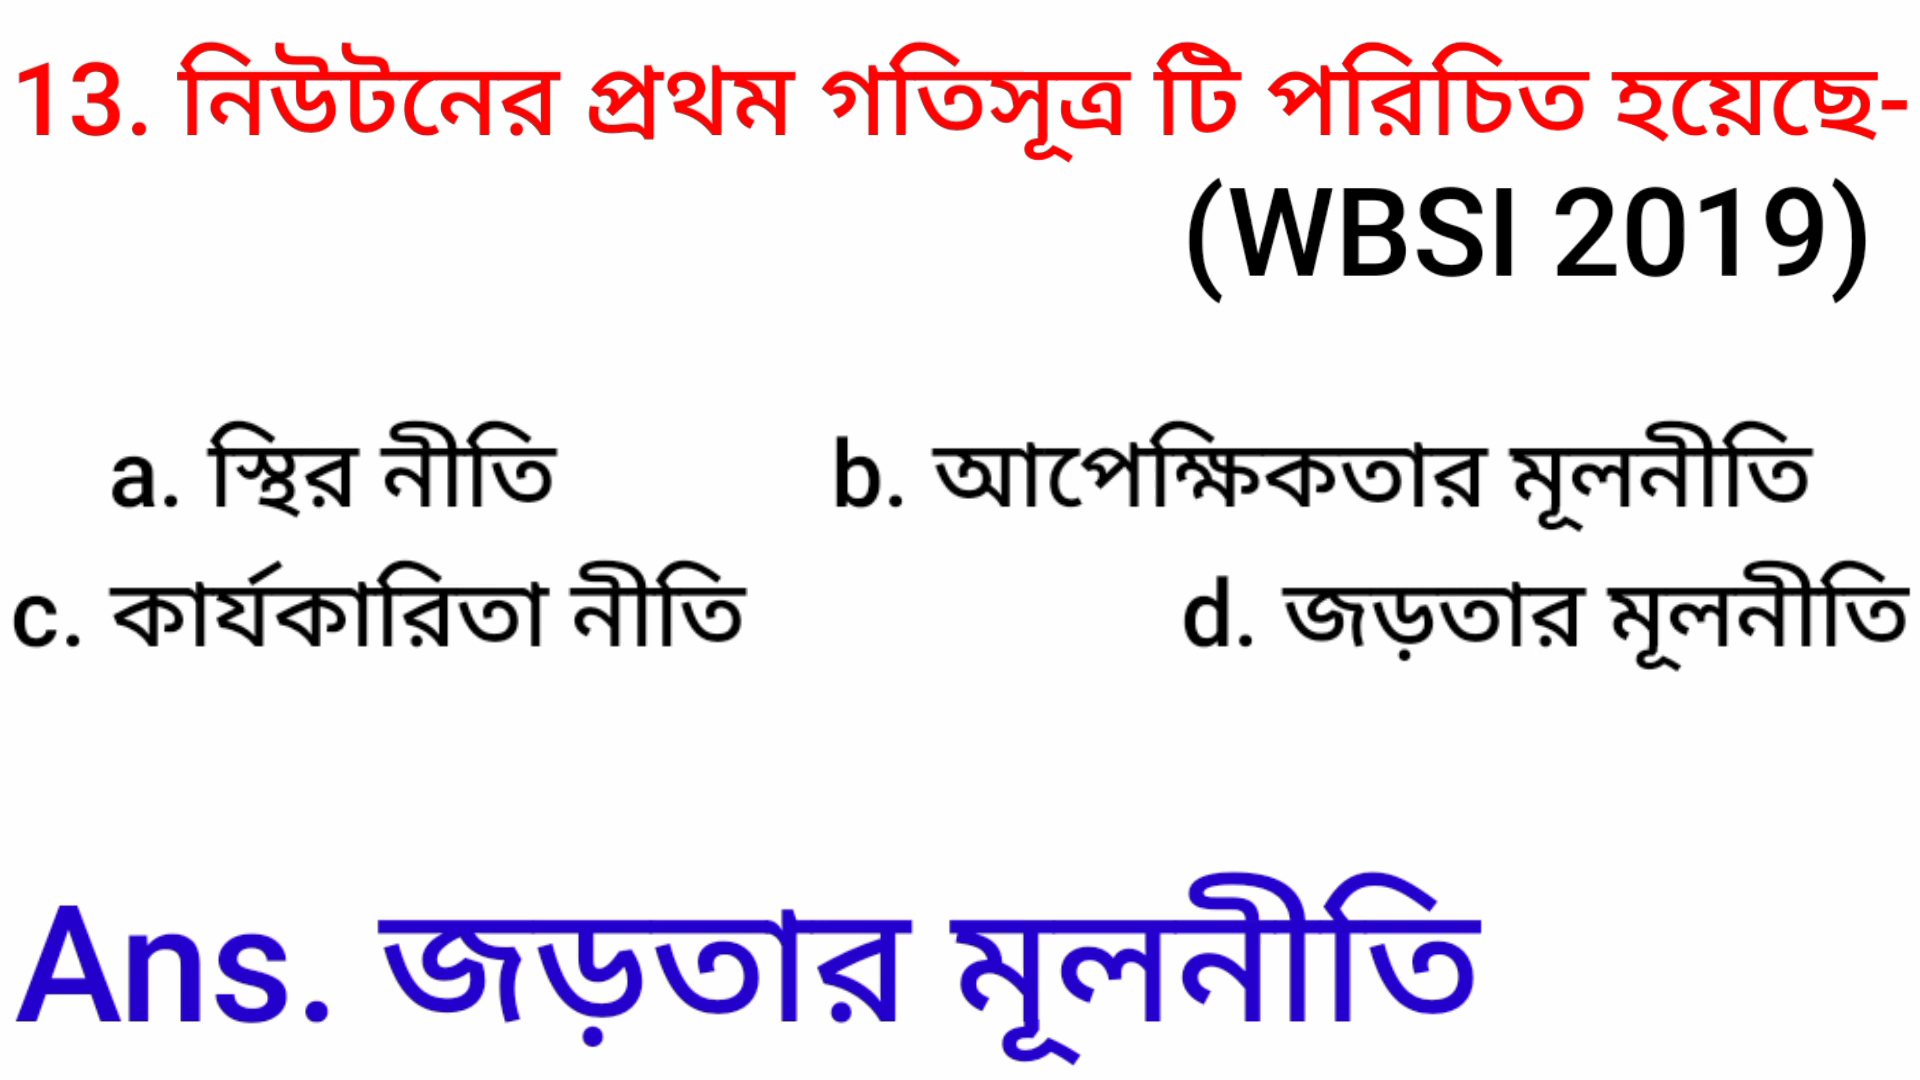 13. নিউটনের প্রথম গতিসূত্র টি পরিচিত হয়েছে-
(WBSI 2019)
a. স্থির নীতি b. আপেক্ষিকতার মূলনীতি
c. কার্যকারিতা নীতি d. জড়তার মূলনীতি
Ans. জড়তার মূলনীতি